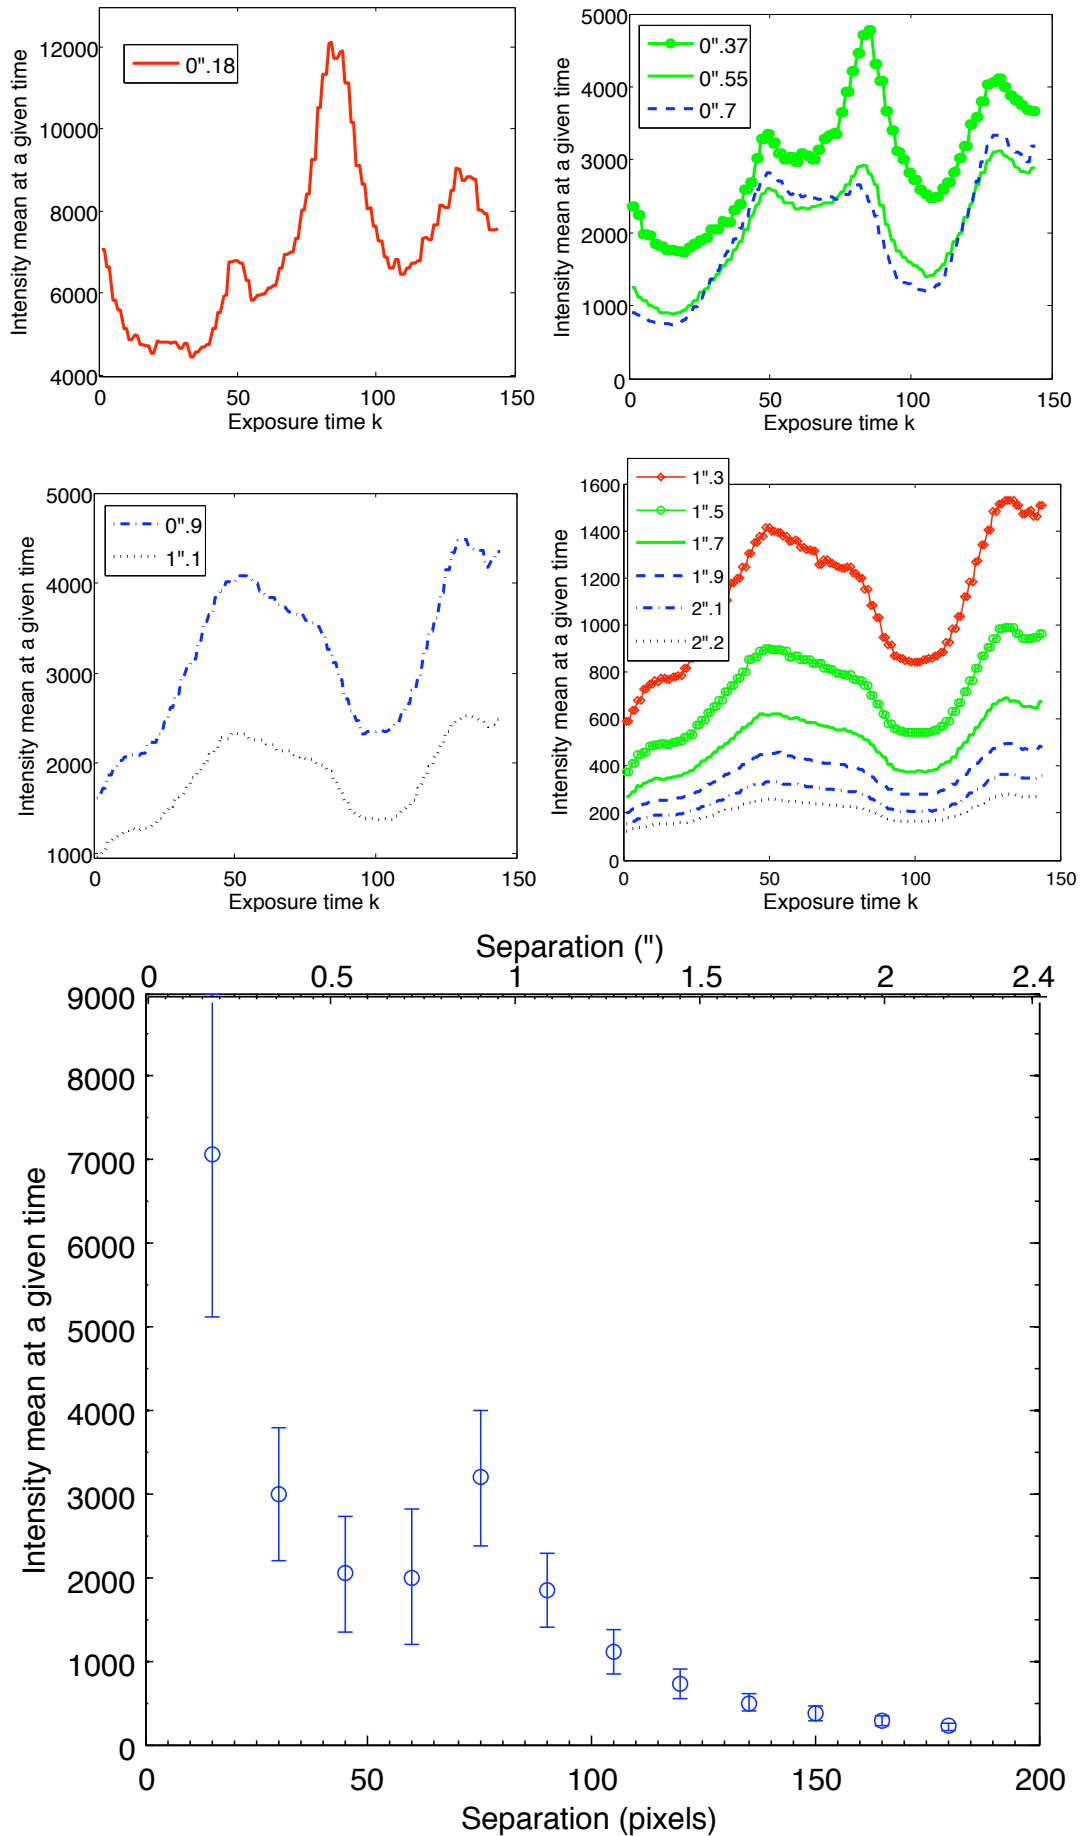 Intensity mean at a given time
12000
10000
8000
6000
4000
0".18
0 50 100 150
Exposure time k
Intensity mean at a given time
5000
4000
3000
2000
1000
0
0".37
0".55
0".7
0 50 100 150
Exposure time k
Intensity mean at a given time
5000
4000
3000
2000
1000
0".9
1".1
0 50 100 150
Exposure time k
Intensity mean at a given time
1600
1400
1200
1000
800
600
400
200
0
1".3
1".5
1".7
1".9
2".1
2".2
0 50 100 150
Exposure time k
Separation (")
0 0.5 1 1.5 2 2.4
Intensity mean at a given time
9000
8000
7000
6000
5000
4000
3000
2000
1000
0
0 50 100 150 200
Separation (pixels)